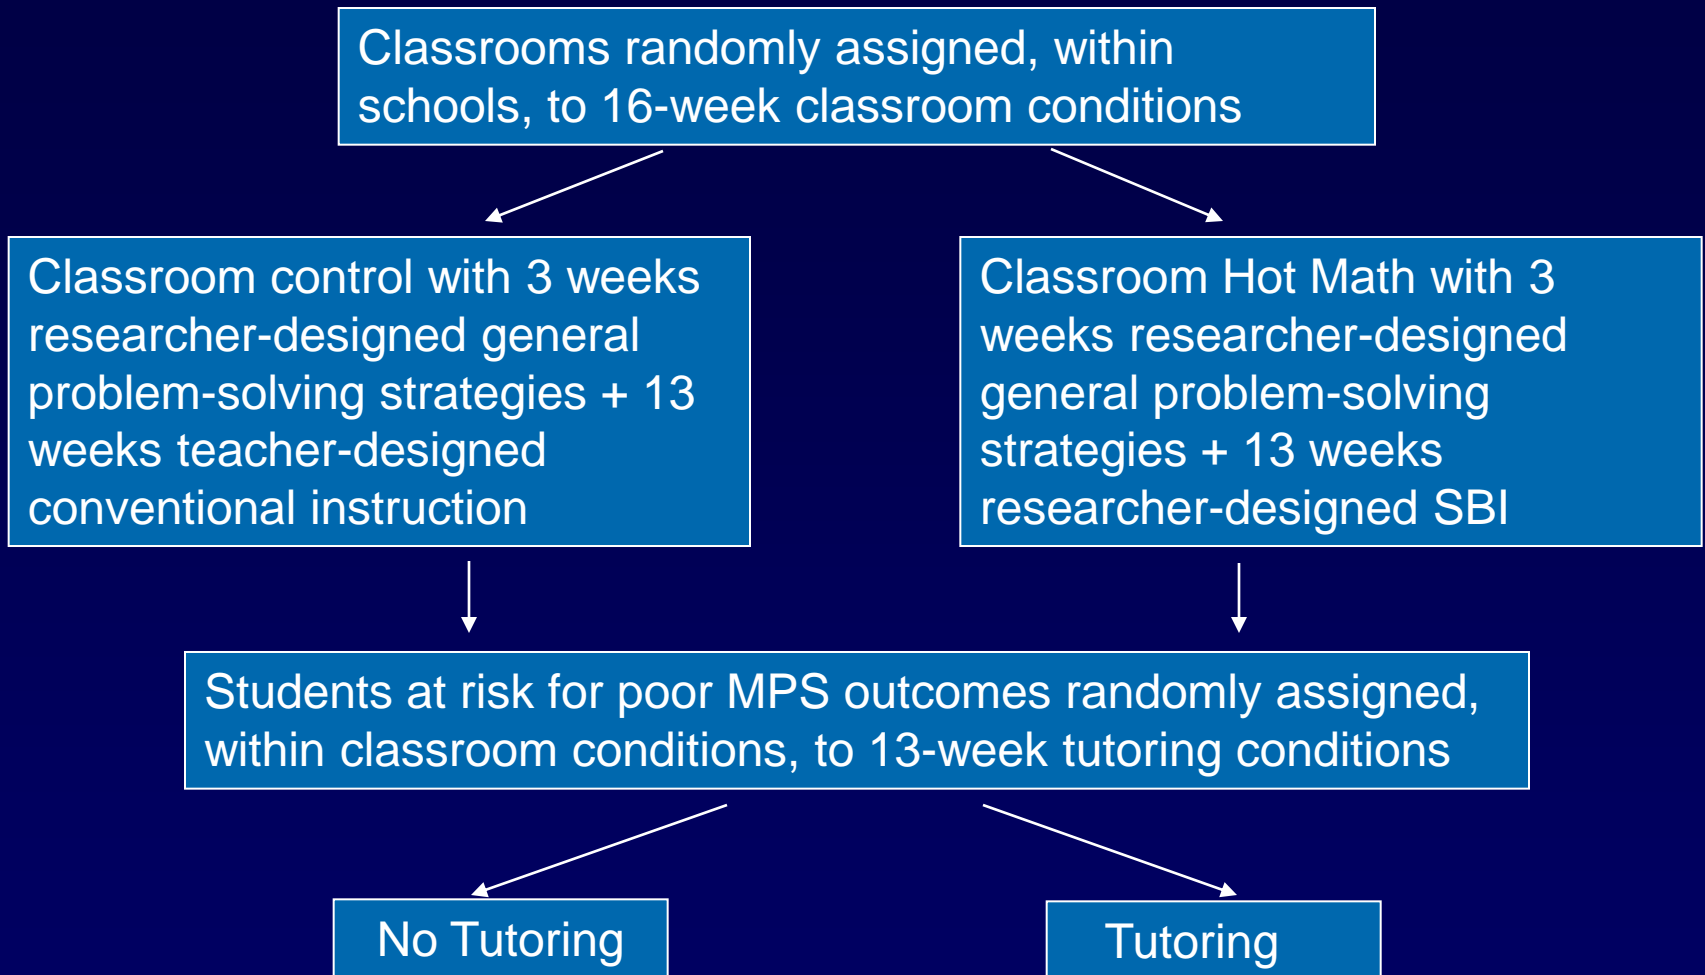 Classrooms randomly assigned, within
schools, to 16-week classroom conditions
Classroom control with 3 weeks
researcher-designed general
problem-solving strategies + 13
weeks teacher-designed
conventional instruction
Classroom Hot Math with 3
weeks researcher-designed
general problem-solving
strategies + 13 weeks
researcher-designed SBI
Students at risk for poor MPS outcomes randomly assigned,
within classroom conditions, to 13-week tutoring conditions
No Tutoring
Tutoring